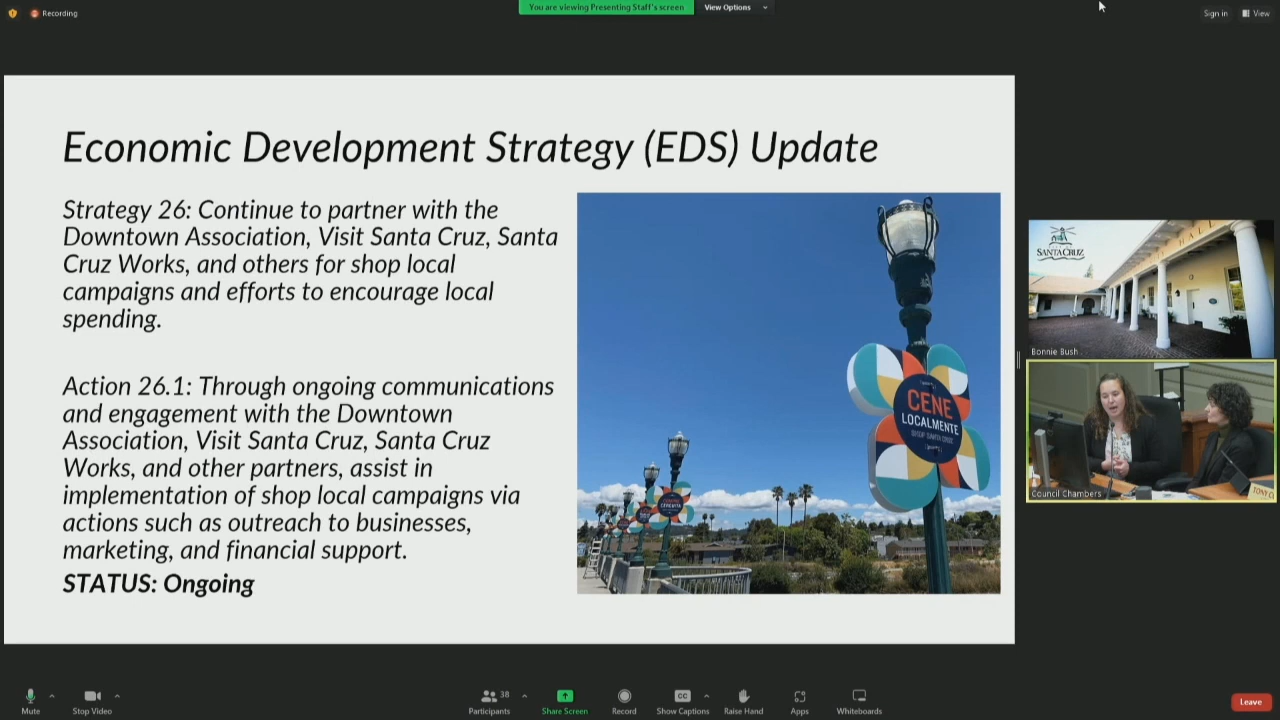 Recording
You are viewing Presenting Staff's screen
View Options
Sign in
View
Economic Development Strategy (EDS) Update
Strategy 26: Continue to partner with the
Downtown Association, Visit Santa Cruz, Santa
Cruz Works, and others for shop local
campaigns and efforts to encourage local
spending.
Action 26.1: Through ongoing communications
and engagement with the Downtown
Association, Visit Santa Cruz, Santa Cruz
Works, and other partners, assist in
implementation of shop local campaigns via
actions such as outreach to businesses,
marketing, and financial support.
STATUS: Ongoing
CENE
LOCALMENTE
SHOP SANTA CRUZ
SANTA CRUZ
HALL
Bonnie Bush
Council Chambers
TONY
Mute
Stop Video
Participants
38
Share Screen
Record
CC
Show Captions
Raise Hand
Apps
Whiteboards
Leave